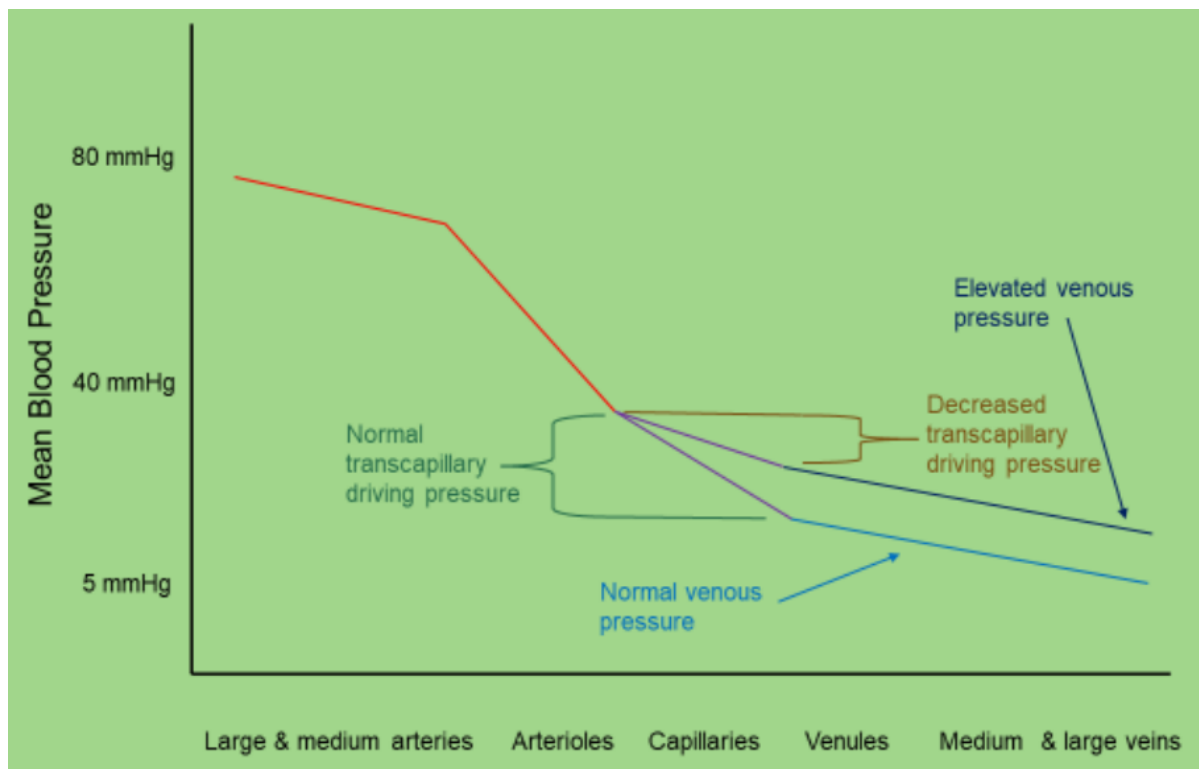 Mean Blood Pressure
80 mmHg
40 mmHg
5 mmHg
Elevated venous
pressure
Decreased
transcapillary
driving pressure
Normal
transcapillary
driving pressure
Normal venous
pressure
Large & medium arteries Arterioles Capillaries Venules Medium & large veins